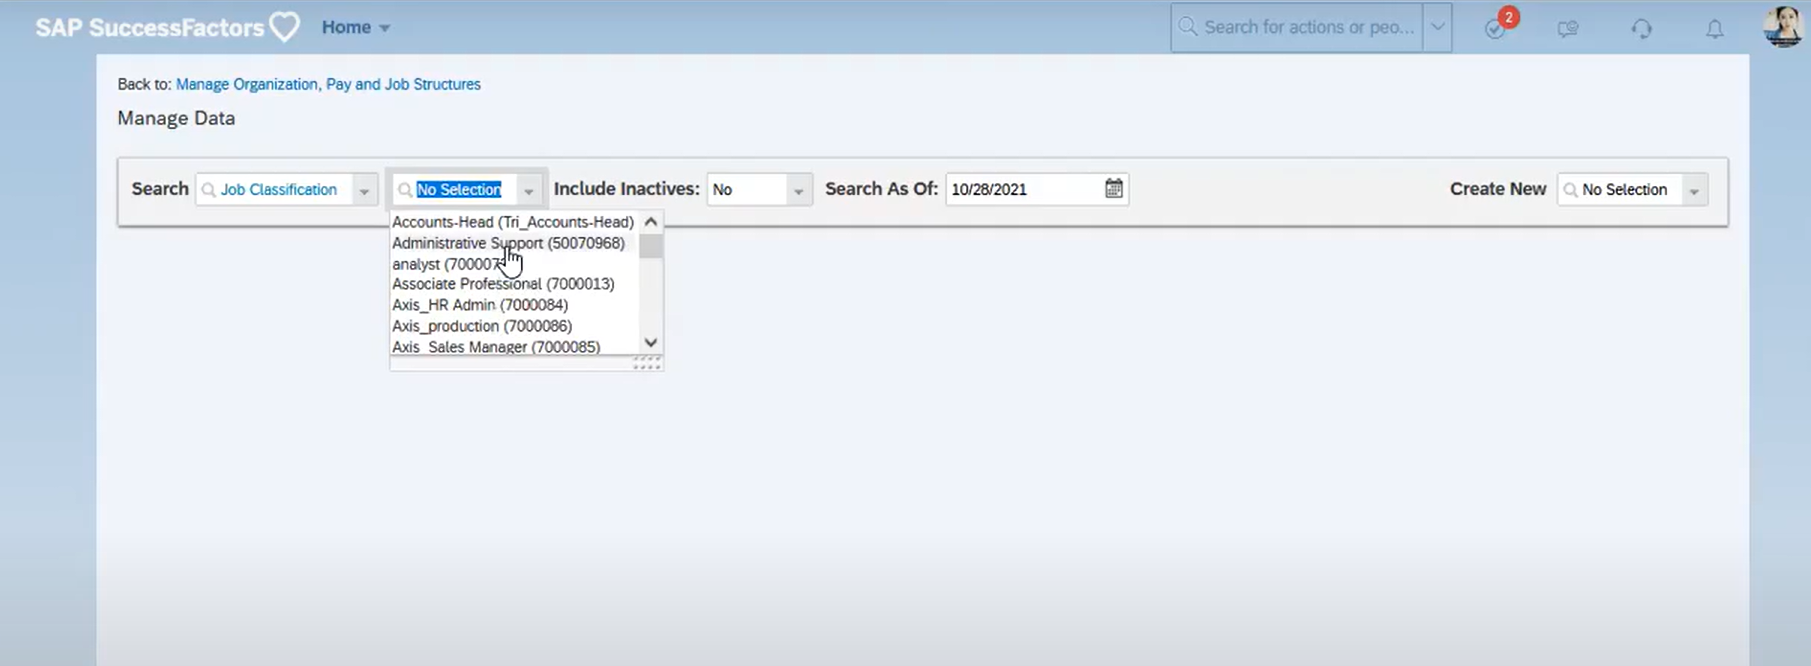 SAP SuccessFactors Home Search for actions or peo... 2
Back to: Manage Organization, Pay and Job Structures
Manage Data
Search Job Classification No Selection Include Inactives: No Search As Of: 10/28/2021 Create New No Selection
Accounts-Head (Tri_Accounts-Head)
Administrative Support (50070968)
analyst
Associate Professional (7000013)
Axis_HR Admin (7000084)
Axis_production (7000086)
Axis_Sales Manager (7000085)